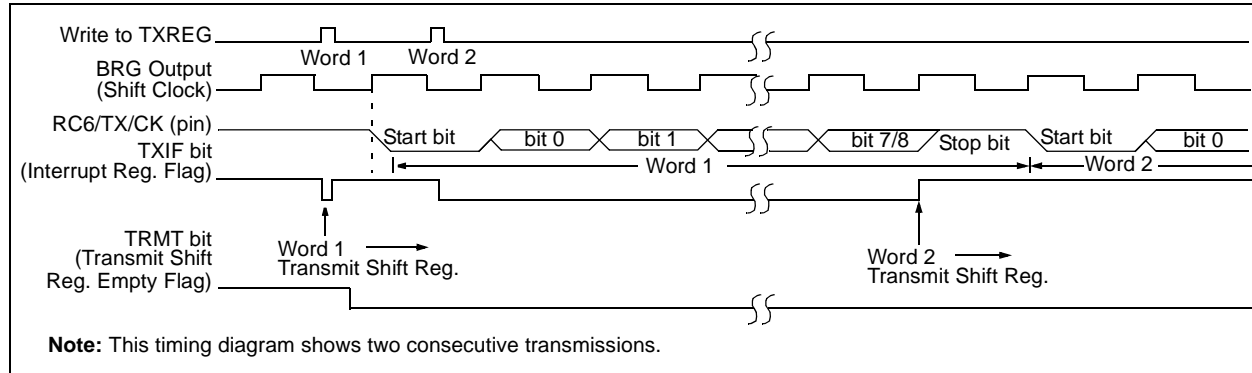 Write to TXREG
Word 1
Word 2
BRG Output
(Shift Clock)
RC6/TX/CK (pin)
Start bit
bit 0
bit 1
bit 7/8
Stop bit
Start bit
bit 0
TXIF bit
(Interrupt Reg. Flag)
Word 1
Word 2
Word 1
Transmit Shift Reg.
Word 2
Transmit Shift Reg.
TRMT bit
(Transmit Shift
Reg. Empty Flag)
Note: This timing diagram shows two consecutive transmissions.